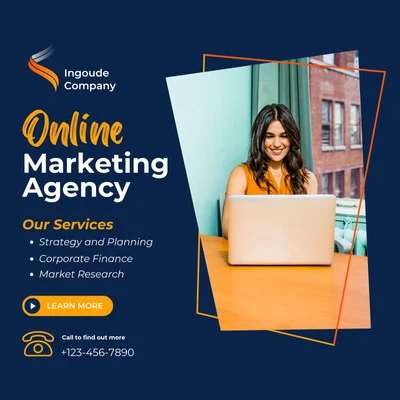 Ingoude
Company
Online
Marketing
Agency
Our Services
• Strategy and Planning
• Corporate Finance
• Market Research
LEARN MORE
Call to find out more
+123-456-7890